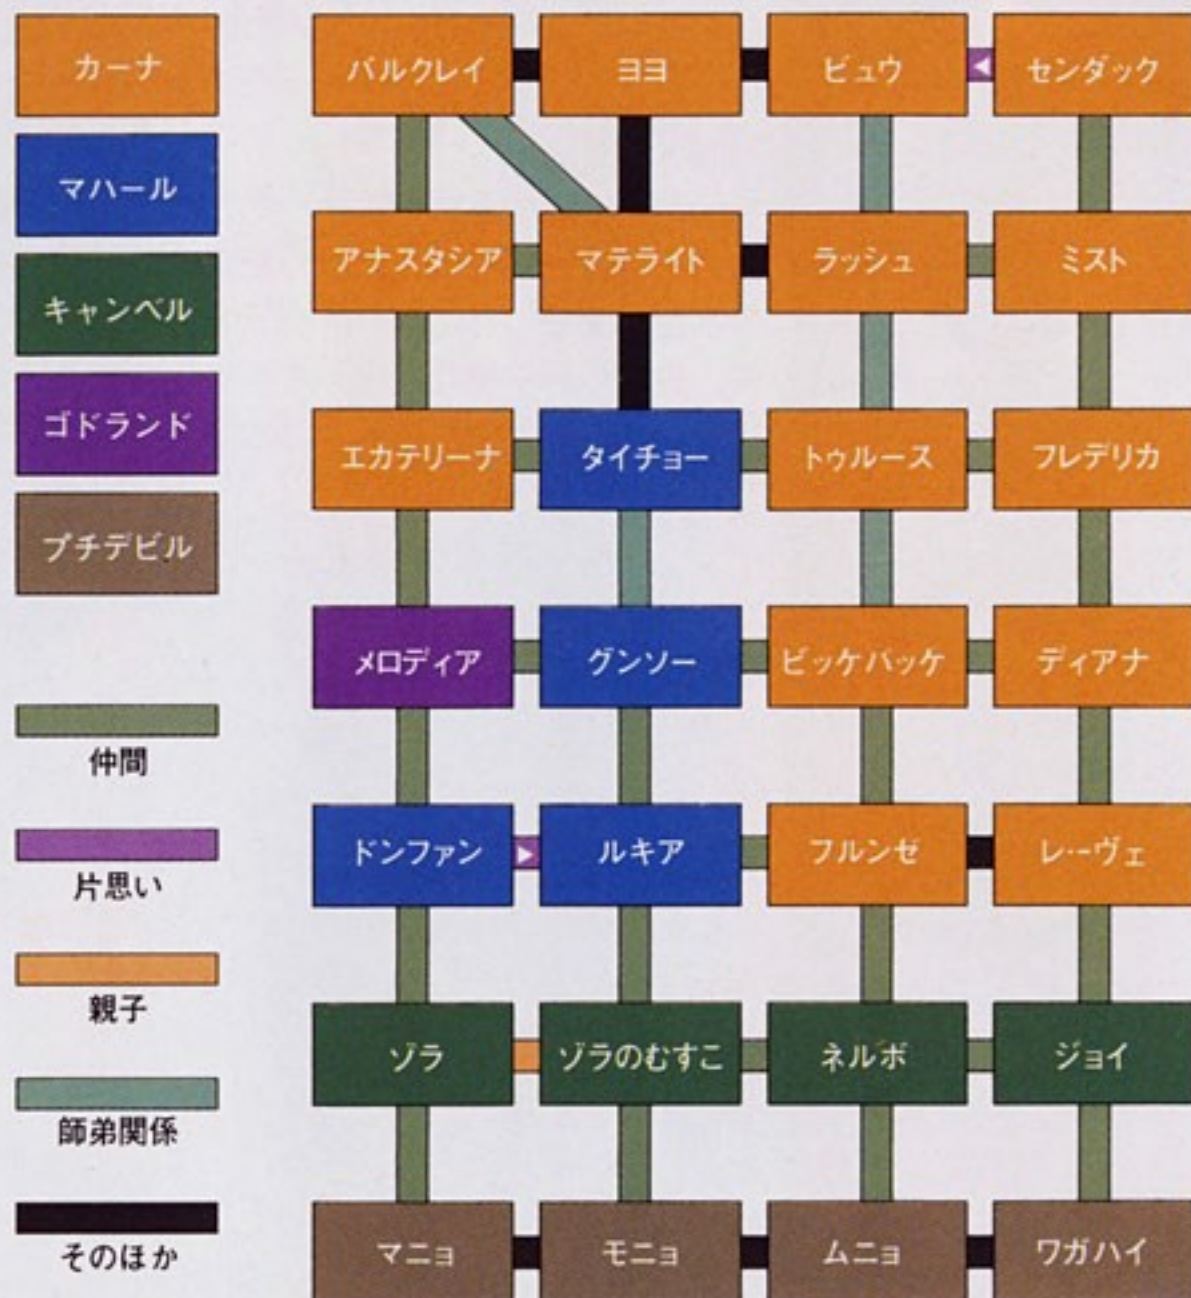 カーナ
マハール
キャンベル
ゴドランド
プチデビル
仲間
片思い
親子
師弟関係
そのほか
バルクレイ ヨヨ ビュウ センダック
アナスタシア マテライト ラッシュ ミスト
エカテリーナ タイチョー トゥルース フレデリカ
メロディア グンソー ビッケバッケ ディアナ
ドンファン ルキア フルンゼ レーヴェ
ゾラ ゾラのむすこ ネルボ ジョイ
マニョ モニョ ムニョ ワガハイ